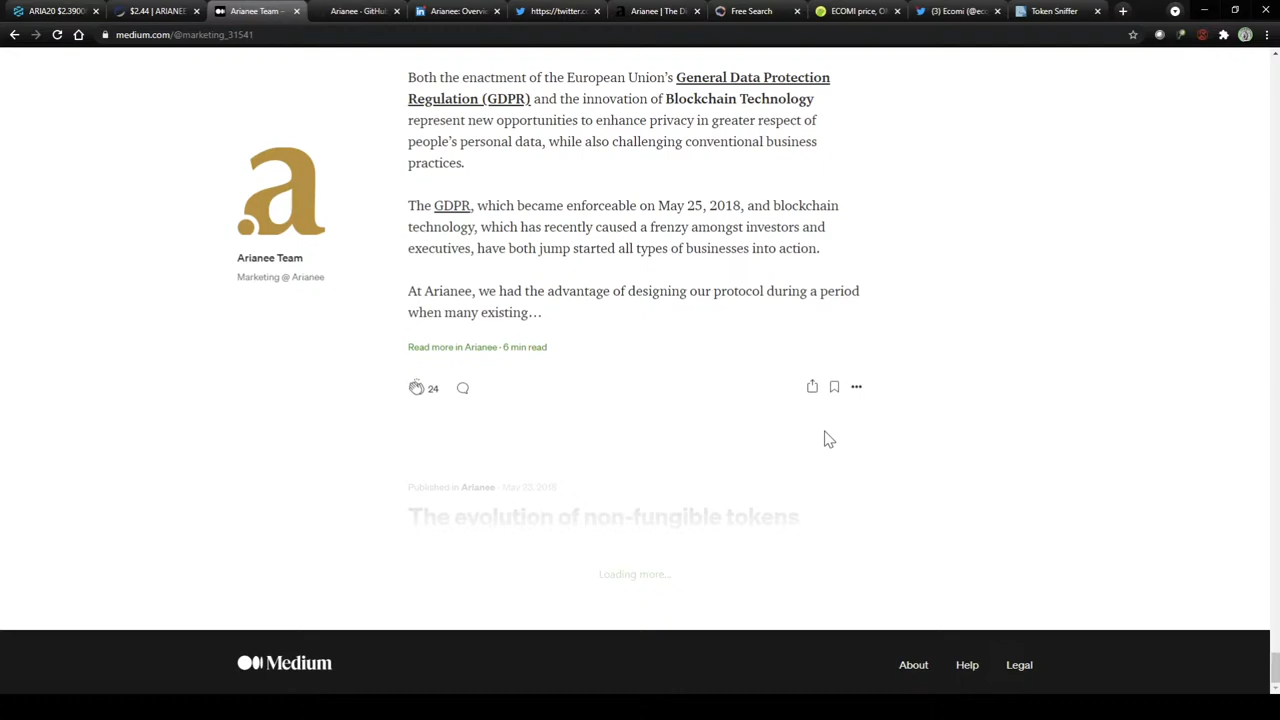 ARIA20 $2.3900
$2.44 | ARIANEE
Arianee Team –
Arianee · GitHub
Arianee: Overvi
https://twitter.c
Arianee | The Di
Free Search
ECOMI price, O
(3) Ecomi (@ec
Token Sniffer
medium.com/@marketing_31541
Both the enactment of the European Union's General Data Protection
Regulation (GDPR) and the innovation of Blockchain Technology
represent new opportunities to enhance privacy in greater respect of
people's personal data, while also challenging conventional business
practices.
The GDPR, which became enforceable on May 25, 2018, and blockchain
technology, which has recently caused a frenzy amongst investors and
executives, have both jump started all types of businesses into action.
At Arianee, we had the advantage of designing our protocol during a period
when many existing…
Read more in Arianee · 6 min read
24
a
Arianee Team
Marketing @ Arianee
Published in Arianee · May 23, 2018
The evolution of non-fungible tokens
Loading more...
Medium
About
Help
Legal